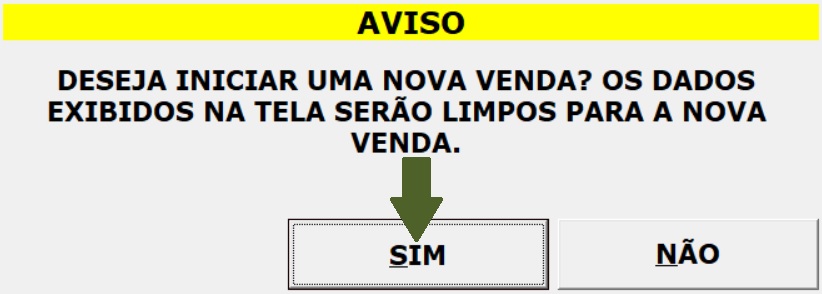 AVISO
DESEJA INICIAR UMA NOVA VENDA? OS DADOS
EXIBIDOS NA TELA SERÃO LIMPOS PARA A NOVA
VENDA.
SIM NÃO